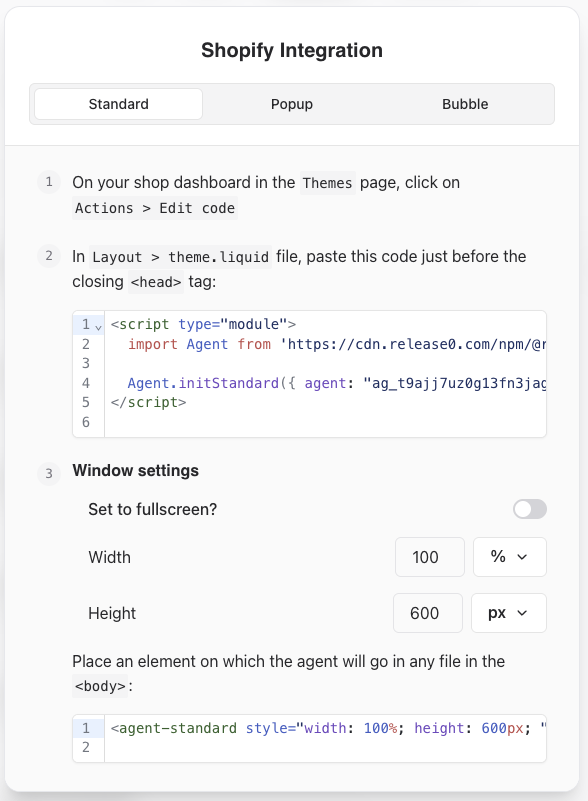 Shopify Integration
Standard
Popup
Bubble
1
On your shop dashboard in the Themes page, click on
Actions > Edit code
2
In Layout > theme.liquid file, paste this code just before the
closing <head> tag:
1 <script type="module">
2 import Agent from 'https://cdn.release0.com/npm/@r
3
4 Agent.initStandard({ agent: "ag_t9ajj7uz0g13fn3jag
5 </script>
6
3
Window settings
Set to fullscreen?
Width 100 %
Height 600 px
Place an element on which the agent will go in any file in the
<body>:
1 <agent-standard style="width: 100%; height: 600px; "
2